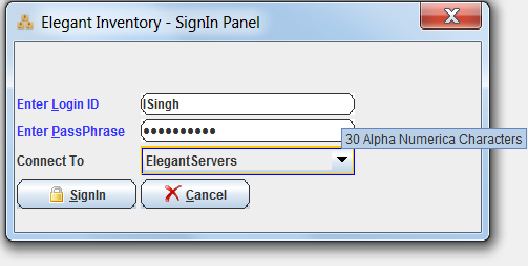 Elegant Inventory - SignIn Panel
Enter Login ID
ISingh
Enter PassPhrase
••••••••••
30 Alpha Numerica Characters
Connect To
ElegantServers
SignIn
Cancel